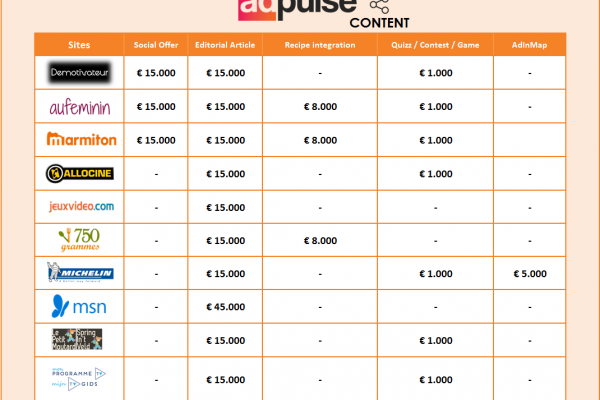 adpulse
CONTENT
Sites Social Offer Editorial Article Recipe integration Quizz / Contest / Game AdInMap
Demotivateur € 15.000 € 15.000 - € 1.000 -
aufeminin € 15.000 € 15.000 € 8.000 € 1.000
marmiton € 15.000 € 15.000 € 8.000 € 1.000
ALLOCINE - € 15.000 - € 1.000 -
jeuxvideo.com - € 15.000 - - -
750 grammes - € 15.000 € 8.000 - -
MICHELIN - € 15.000 - € 1.000 € 5.000
msn - € 45.000 - - -
Le Petit - € 15.000 - € 1.000 -
PROGRAMME TV GIDS - € 15.000 - € 1.000 -